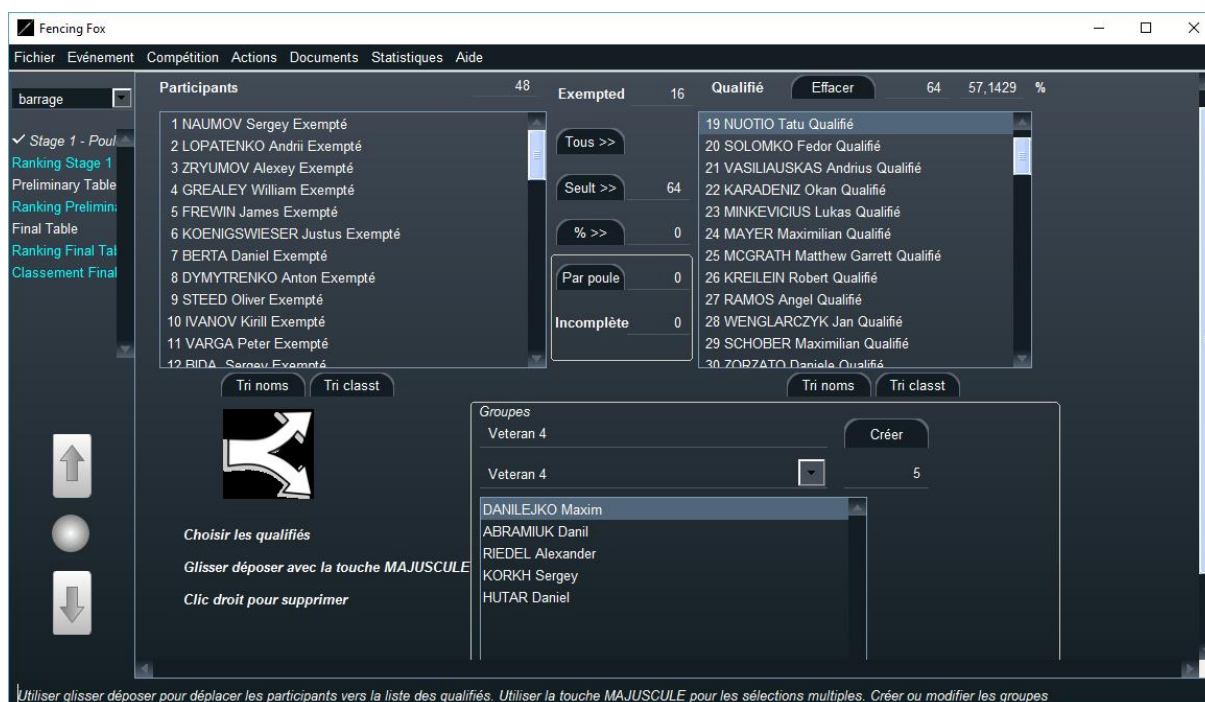 Fencing Fox
Fichier Evénement Compétition Actions Documents Statistiques Aide
barrage
✓ Stage 1 - Poul
Ranking Stage 1
Preliminary Table
Ranking Prelimin
Final Table
Ranking Final Tab
Classement Final
Participants 48
1 NAUMOV Sergey Exempté
2 LOPATENKO Andrii Exempté
3 ZRYUMOV Alexey Exempté
4 GREALEY William Exempté
5 FREWIN James Exempté
6 KOENIGSWIESER Justus Exempté
7 BERTA Daniel Exempté
8 DYMYTRENKO Anton Exempté
9 STEED Oliver Exempté
10 IVANOV Kirill Exempté
11 VARGA Peter Exempté
12 BIDA Sergey Exempté
Tri noms Tri classt
Exempted 16
Tous >>
Seult >> 64
% >> 0
Par poule 0
Incomplète 0
Qualifié Effacer 64 57,1429 %
19 NUOTIO Tatu Qualifié
20 SOLOMKO Fedor Qualifié
21 VASILIAUSKAS Andrius Qualifié
22 KARADENIZ Okan Qualifié
23 MINKEVICIUS Lukas Qualifié
24 MAYER Maximilian Qualifié
25 MCGRATH Matthew Garrett Qualifié
26 KREILEIN Robert Qualifié
27 RAMOS Angel Qualifié
28 WENGLARCZYK Jan Qualifié
29 SCHOBER Maximilian Qualifié
30 ZORZATO Daniele Qualifié
Tri noms Tri classt
Choisir les qualifiés
Glisser déposer avec la touche MAJUSCULE
Clic droit pour supprimer
Groupes
Veteran 4 Créer
Veteran 4 5
DANILEJKO Maxim
ABRAMIUK Danil
RIEDEL Alexander
KORKH Sergey
HUTAR Daniel
Utiliser glisser déposer pour déplacer les participants vers la liste des qualifiés. Utiliser la touche MAJUSCULE pour les sélections multiples. Créer ou modifier les groupes